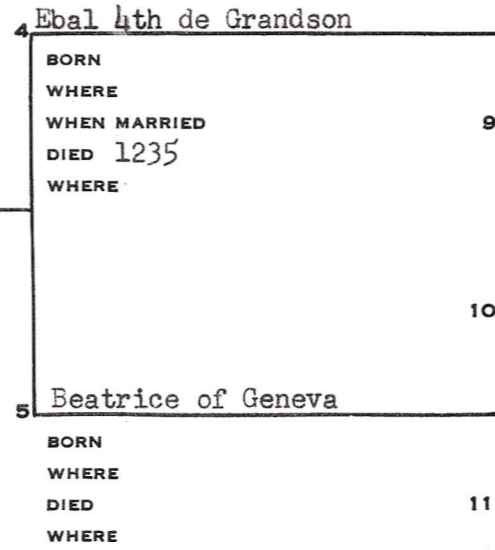 4 Ebal 4th de Grandson
BORN
WHERE
WHEN MARRIED 9
DIED 1235
WHERE
10
5 Beatrice of Geneva
BORN
WHERE
DIED 11
WHERE